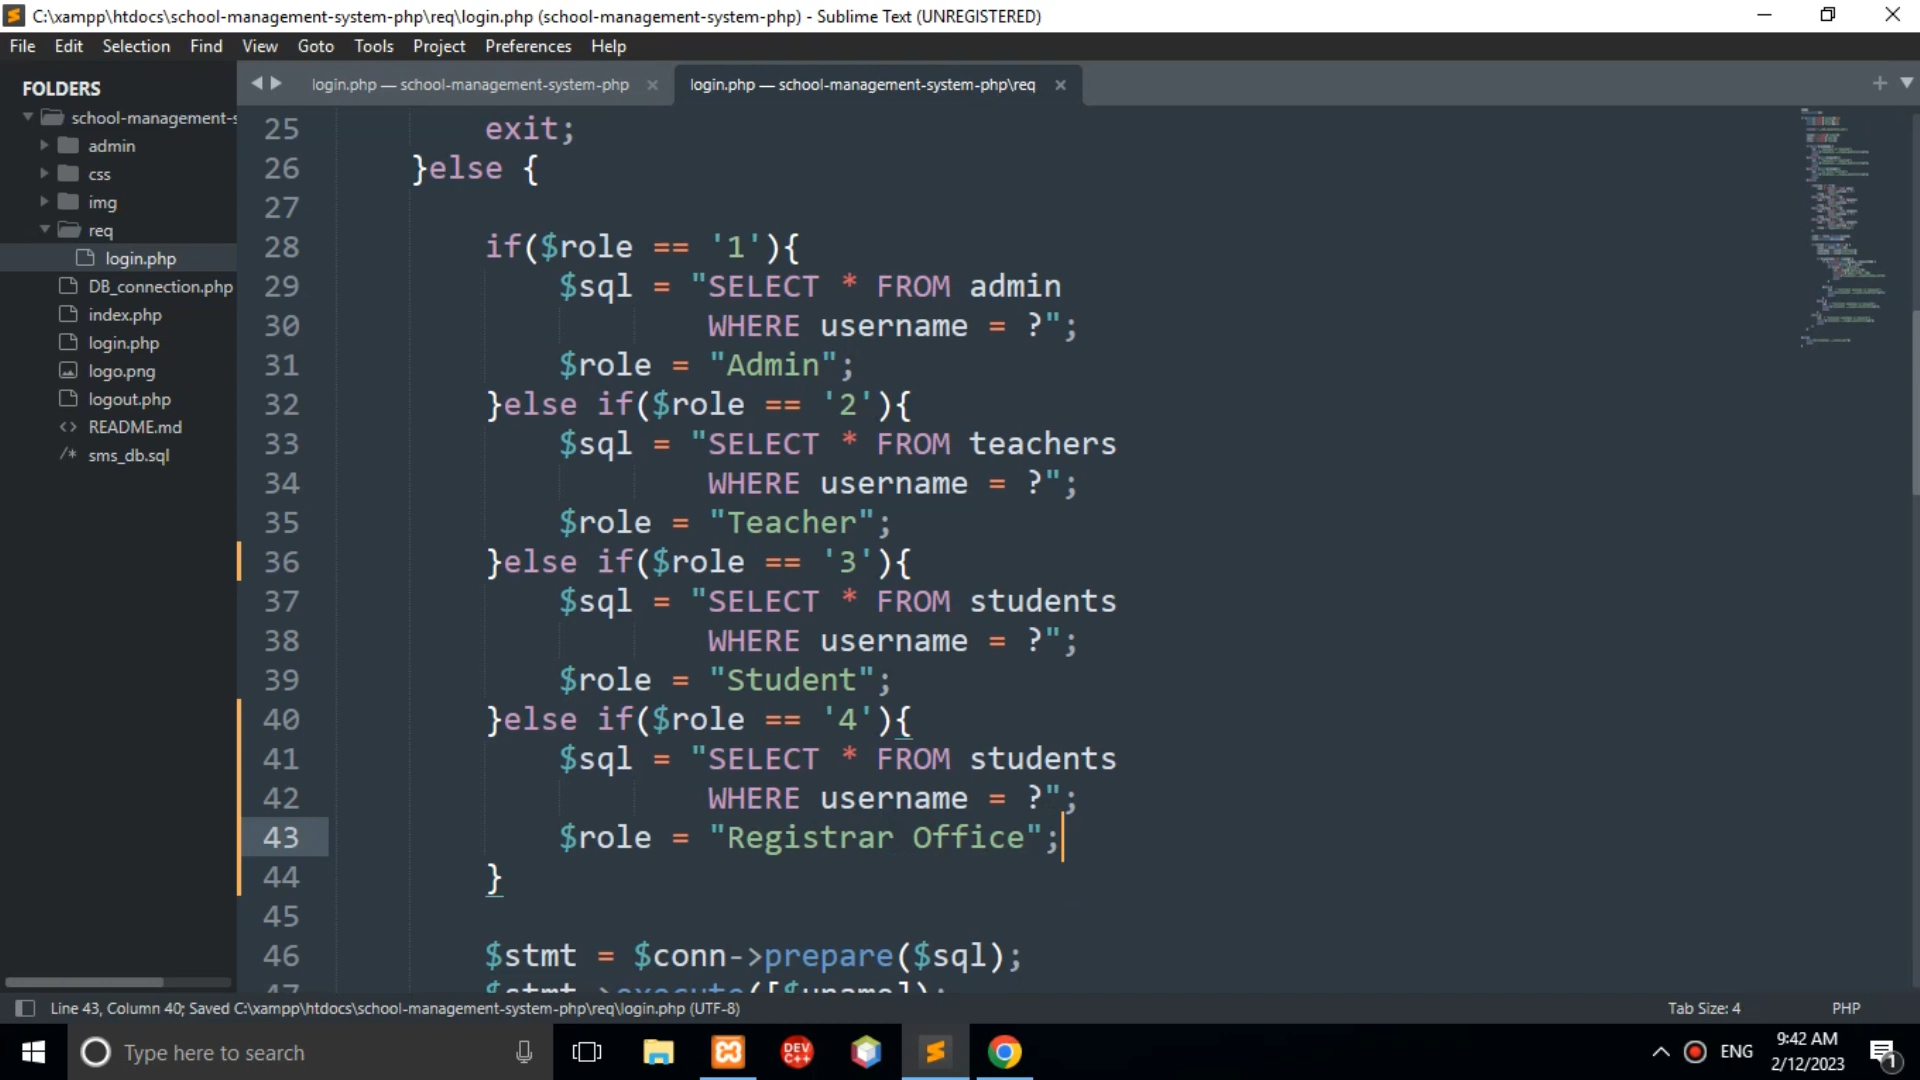 C:\xampp\htdocs\school-management-system-php\req\login.php (school-management-system-php) - Sublime Text (UNREGISTERED)
File Edit Selection Find View Goto Tools Project Preferences Help
FOLDERS
school-management-s
admin
css
img
req
login.php
DB_connection.php
index.php
login.php
logo.png
logout.php
README.md
sms_db.sql
login.php — school-management-system-php
login.php — school-management-system-php\req
25 exit;
26 }else {
27
28 if($role == '1'){
29 $sql = "SELECT * FROM admin
30 WHERE username = ?";
31 $role = "Admin";
32 }else if($role == '2'){
33 $sql = "SELECT * FROM teachers
34 WHERE username = ?";
35 $role = "Teacher";
36 }else if($role == '3'){
37 $sql = "SELECT * FROM students
38 WHERE username = ?";
39 $role = "Student";
40 }else if($role == '4'){
41 $sql = "SELECT * FROM students
42 WHERE username = ?";
43 $role = "Registrar Office";
44 }
45
46 $stmt = $conn->prepare($sql);
47 $stmt->execute([$uname]);
Line 43, Column 40; Saved C:\xampp\htdocs\school-management-system-php\req\login.php (UTF-8)
Tab Size: 4
PHP
Type here to search
DEV C++
ENG
9:42 AM
2/12/2023
1